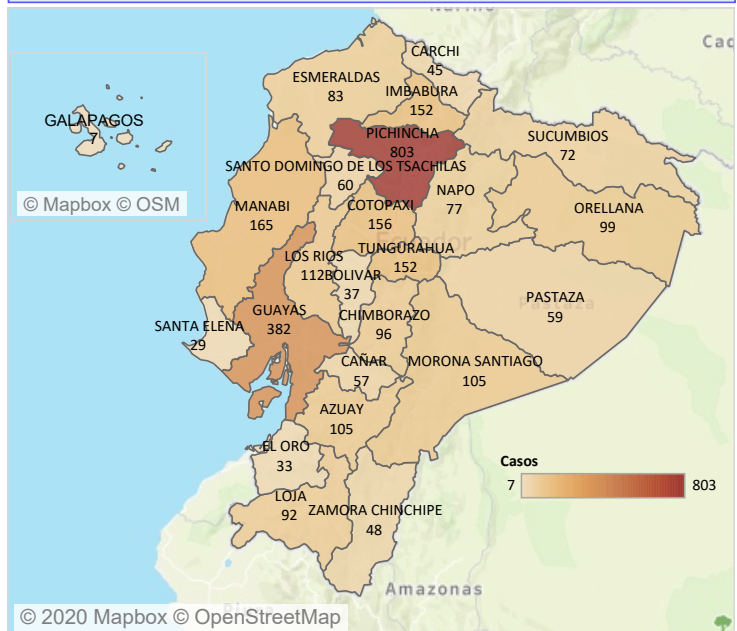 CARCHI
45
ESMERALDAS
83
IMBABURA
152
GALAPAGOS
7
PICHINCHA
803
SUCUMBIOS
72
SANTO DOMINGO DE LOS TSACHILAS
60
NAPO
77
© Mapbox © OSM
MANABI
165
COTOPAXI
156
ORELLANA
99
Ecuador
TUNGURAHUA
152
LOS RIOS
112
BOLIVAR
37
PASTAZA
59
Pastaza
GUAYAS
382
CHIMBORAZO
96
SANTA ELENA
29
CAÑAR
57
MORONA SANTIAGO
105
AZUAY
105
EL ORO
33
Casos
7
803
LOJA
92
ZAMORA CHINCHIPE
48
Amazonas
© 2020 Mapbox © OpenStreetMap